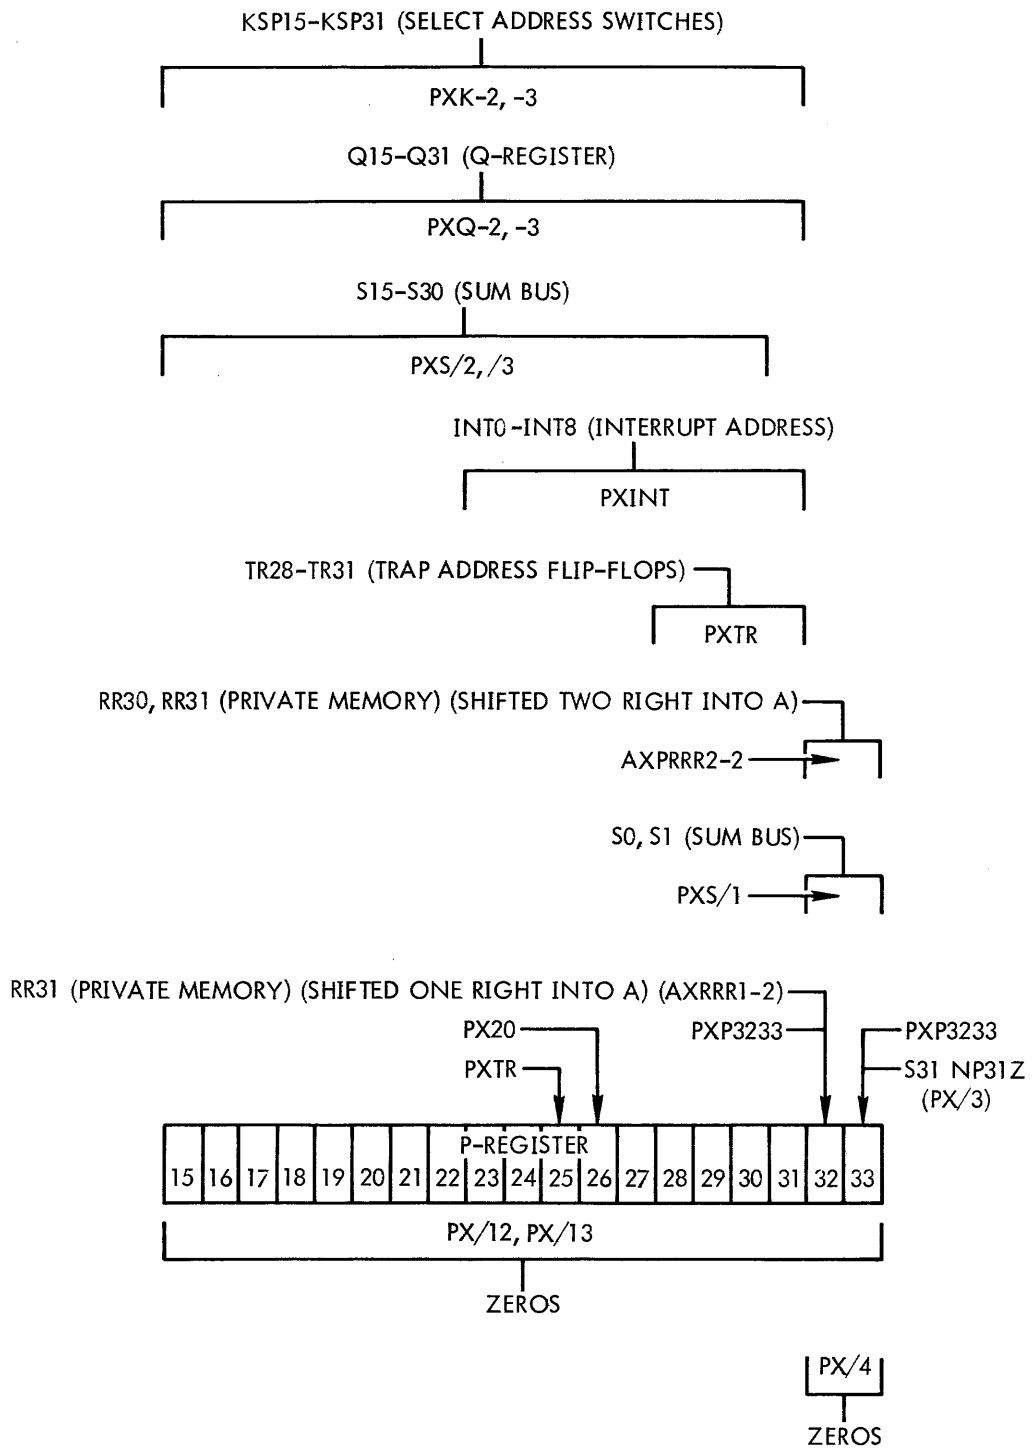 KSP15-KSP31 (SELECT ADDRESS SWITCHES)
PXK-2, -3
Q15-Q31 (Q-REGISTER)
PXQ-2, -3
S15-S30 (SUM BUS)
PXS/2, /3
INT0-INT8 (INTERRUPT ADDRESS)
PXINT
TR28-TR31 (TRAP ADDRESS FLIP-FLOPS)
PXTR
RR30, RR31 (PRIVATE MEMORY) (SHIFTED TWO RIGHT INTO A)
AXPRRR2-2
S0, S1 (SUM BUS)
PXS/1
RR31 (PRIVATE MEMORY) (SHIFTED ONE RIGHT INTO A) (AXRRR1-2)
PX20 PXP3233 PXP3233
PXTR S31 NP31Z
(PX/3)
P-REGISTER
15 16 17 18 19 20 21 22 23 24 25 26 27 28 29 30 31 32 33
PX/12, PX/13
ZEROS
PX/4
ZEROS